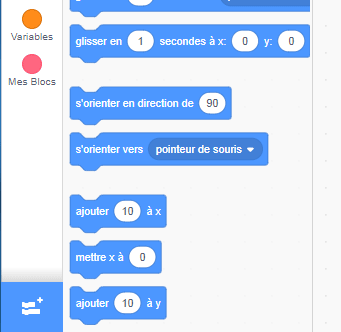 glisser en 1 secondes à x: 0 y: 0
Variables
Mes Blocs
s'orienter en direction de 90
s'orienter vers pointeur de souris
ajouter 10 à x
mettre x à 0
ajouter 10 à y